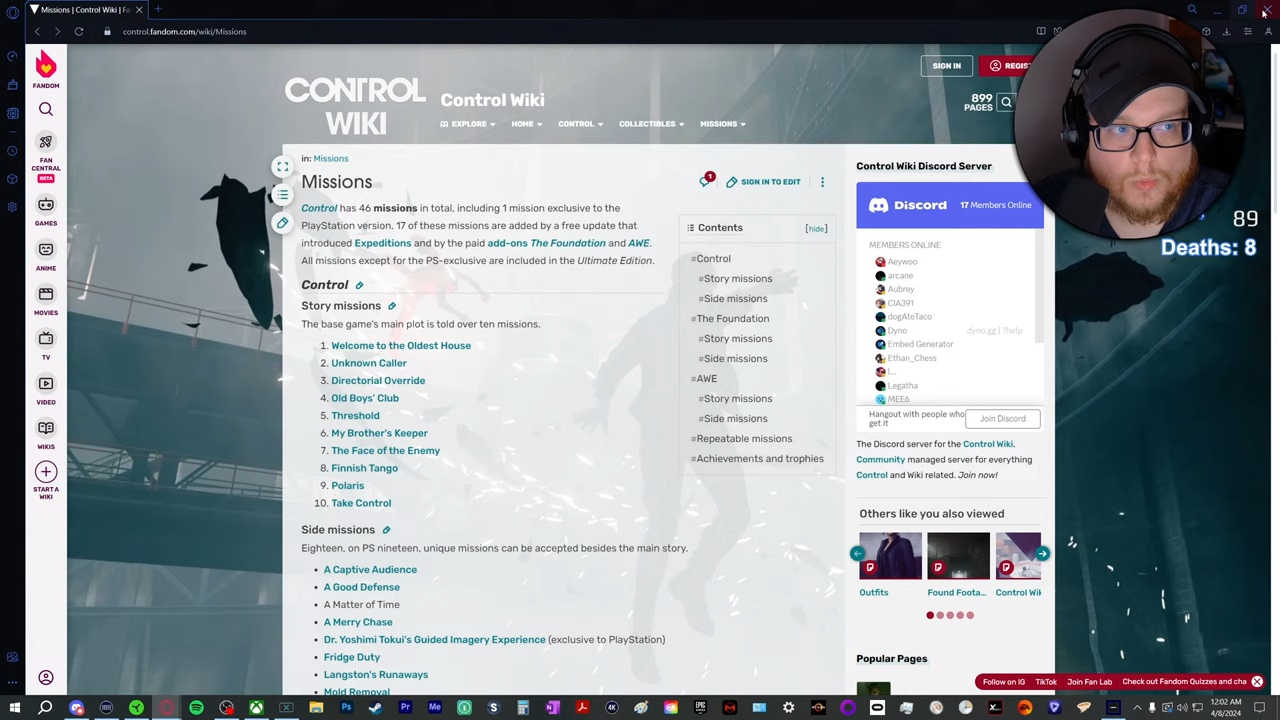 Missions | Control Wiki | Fa
control.fandom.com/wiki/Missions
FANDOM
FAN CENTRAL
BETA
GAMES
ANIME
MOVIES
TV
VIDEO
WIKIS
START A WIKI
CONTROL
WIKI
Control Wiki
EXPLORE
HOME
CONTROL
COLLECTIBLES
MISSIONS
SIGN IN
899
PAGES
in: Missions
Missions
1
SIGN IN TO EDIT
Control has 46 missions in total, including 1 mission exclusive to the
PlayStation version. 17 of these missions are added by a free update that
introduced Expeditions and by the paid add-ons The Foundation and AWE.
All missions except for the PS-exclusive are included in the Ultimate Edition.
Control
Story missions
The base game's main plot is told over ten missions.
1. Welcome to the Oldest House
2. Unknown Caller
3. Directorial Override
4. Old Boys' Club
5. Threshold
6. My Brother's Keeper
7. The Face of the Enemy
8. Finnish Tango
9. Polaris
10. Take Control
Side missions
Eighteen, on PS nineteen, unique missions can be accepted besides the main story.
• A Captive Audience
• A Good Defense
• A Matter of Time
• A Merry Chase
• Dr. Yoshimi Tokui's Guided Imagery Experience (exclusive to PlayStation)
• Fridge Duty
• Langston's Runaways
• Mold Removal
Contents [hide]
#Control
#Story missions
#Side missions
#The Foundation
#Story missions
#Side missions
#AWE
#Story missions
#Side missions
#Repeatable missions
#Achievements and trophies
Control Wiki Discord Server
Discord 17 Members Online
MEMBERS ONLINE
Aeywoo
arcane
Aubrey
CIA391
dogAteTaco
Dyno dyno.gg | ?help
Embed Generator
Ethan_Chess
L...
Legatha
MEE6
Hangout with people who
get it
Join Discord
The Discord server for the Control Wiki.
Community managed server for everything
Control and Wiki related. Join now!
Others like you also viewed
Outfits
Found Foota...
Control Wik
Popular Pages
89
Deaths: 8
Follow on IG
TikTok
Join Fan Lab
Check out Fandom Quizzes and cha
12:02 AM
4/8/2024